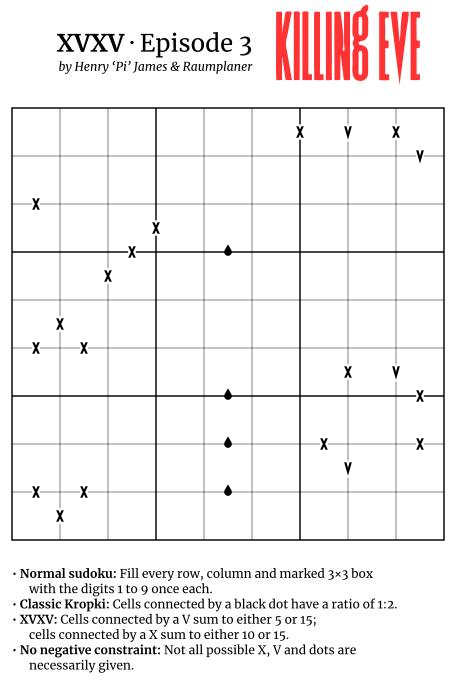 XVXV · Episode 3
by Henry ‘Pi’ James & Raumplaner
KILLING EVE
X V X
V
X
X
X
X
X
X X
X V
X
X X
V
X X
X
· Normal sudoku: Fill every row, column and marked 3×3 box
with the digits 1 to 9 once each.
· Classic Kropki: Cells connected by a black dot have a ratio of 1:2.
· XVXV: Cells connected by a V sum to either 5 or 15;
cells connected by a X sum to either 10 or 15.
· No negative constraint: Not all possible X, V and dots are
necessarily given.